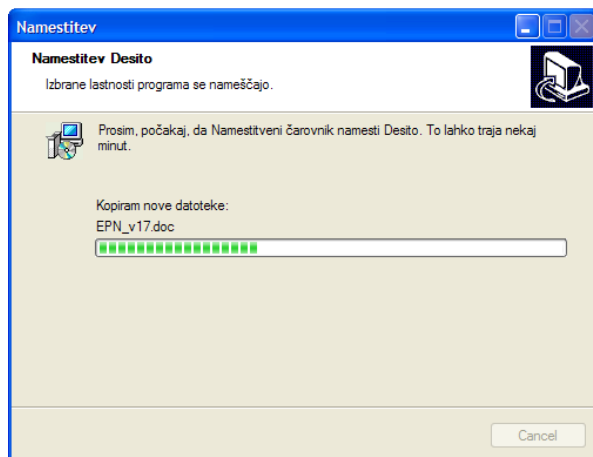 Namestitev
Namestitev Desito
Izbrane lastnosti programa se nameščajo.
Prosim, počakaj, da Namestitveni čarovnik namesti Desito. To lahko traja nekaj
minut.
Kopiram nove datoteke:
EPN_v17.doc
Cancel